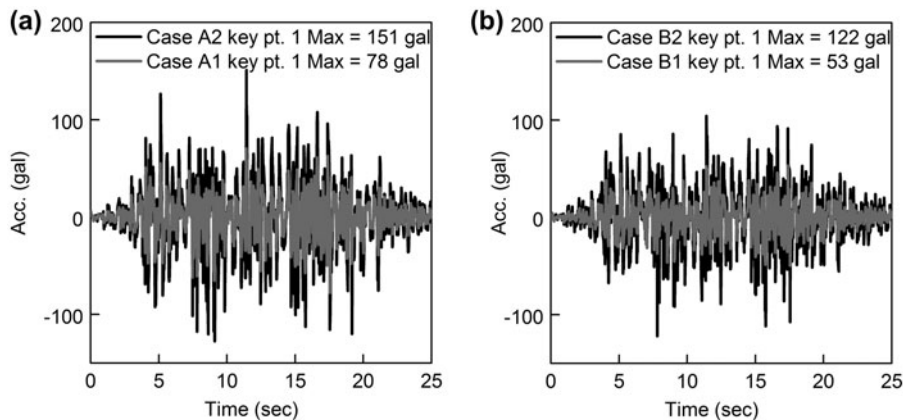 (a)
200
Case A2 key pt. 1 Max = 151 gal
Case A1 key pt. 1 Max = 78 gal
100
0
-100
Acc. (gal)
0 5 10 15 20 25
Time (sec)
(b)
200
Case B2 key pt. 1 Max = 122 gal
Case B1 key pt. 1 Max = 53 gal
100
0
-100
Acc. (gal)
0 5 10 15 20 25
Time (sec)